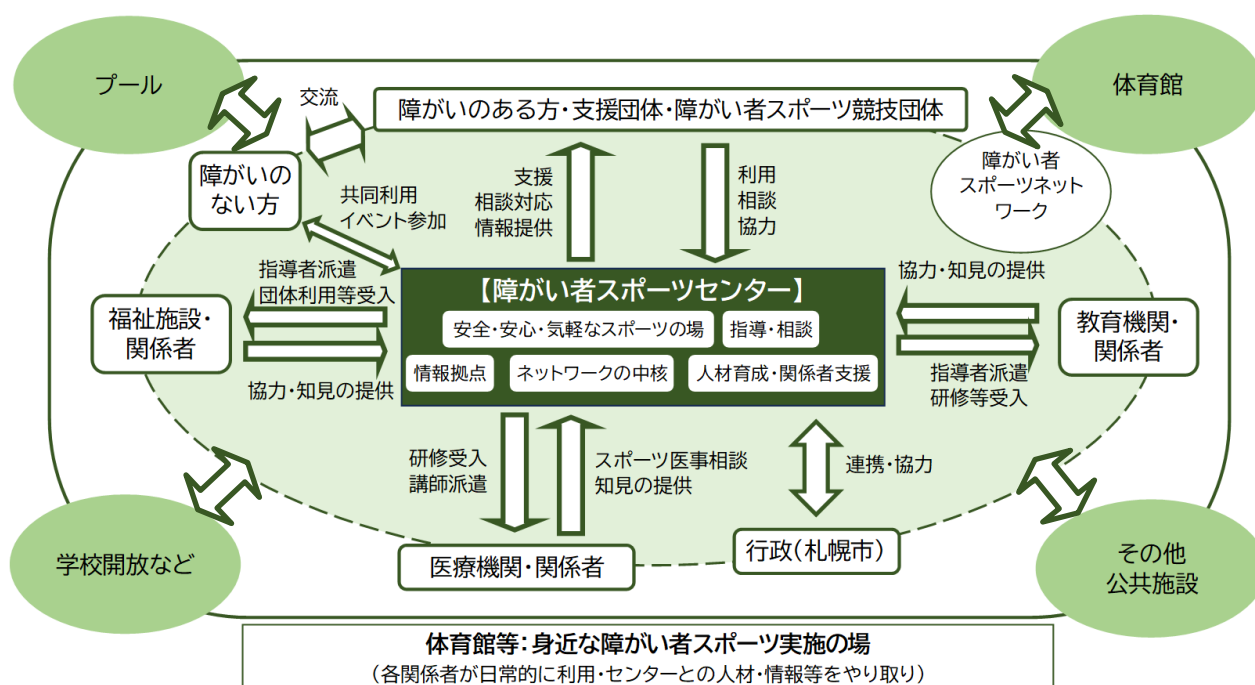 プール
体育館
交流
障がいのある方・支援団体・障がい者スポーツ競技団体
障がいの
ない方
共同利用
イベント参加
支援
相談対応
情報提供
利用
相談
協力
障がい者
スポーツネット
ワーク
指導者派遣
団体利用等受入
福祉施設・
関係者
協力・知見の提供
【障がい者スポーツセンター】
安全・安心・気軽なスポーツの場
指導・相談
情報拠点
ネットワークの中核
人材育成・関係者支援
協力・知見の提供
教育機関・
関係者
指導者派遣
研修等受入
研修受入
講師派遣
スポーツ医事相談
知見の提供
連携・協力
学校開放など
医療機関・関係者
行政（札幌市）
その他
公共施設
体育館等：身近な障がい者スポーツ実施の場
（各関係者が日常的に利用・センターとの人材・情報等をやり取り）